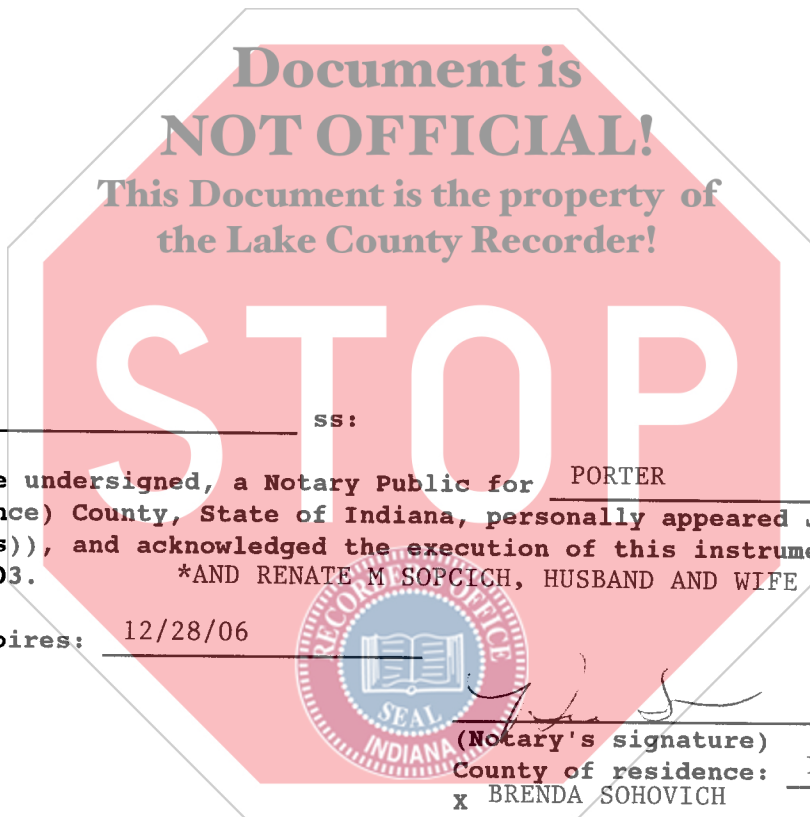 Document is
NOT OFFICIAL!
This Document is the property of
the Lake County Recorder!
STOP
ss:
undersigned, a Notary Public for PORTER
County, State of Indiana, personally appeared
and acknowledged the execution of this
03. *AND RENATE M SOPCICH, HUSBAND AND WIFE
12/28/06
RECORDER'S OFFICE
SEAL
INDIANA
(Notary's signature)
County of residence:
x BRENDA SOHOVICH